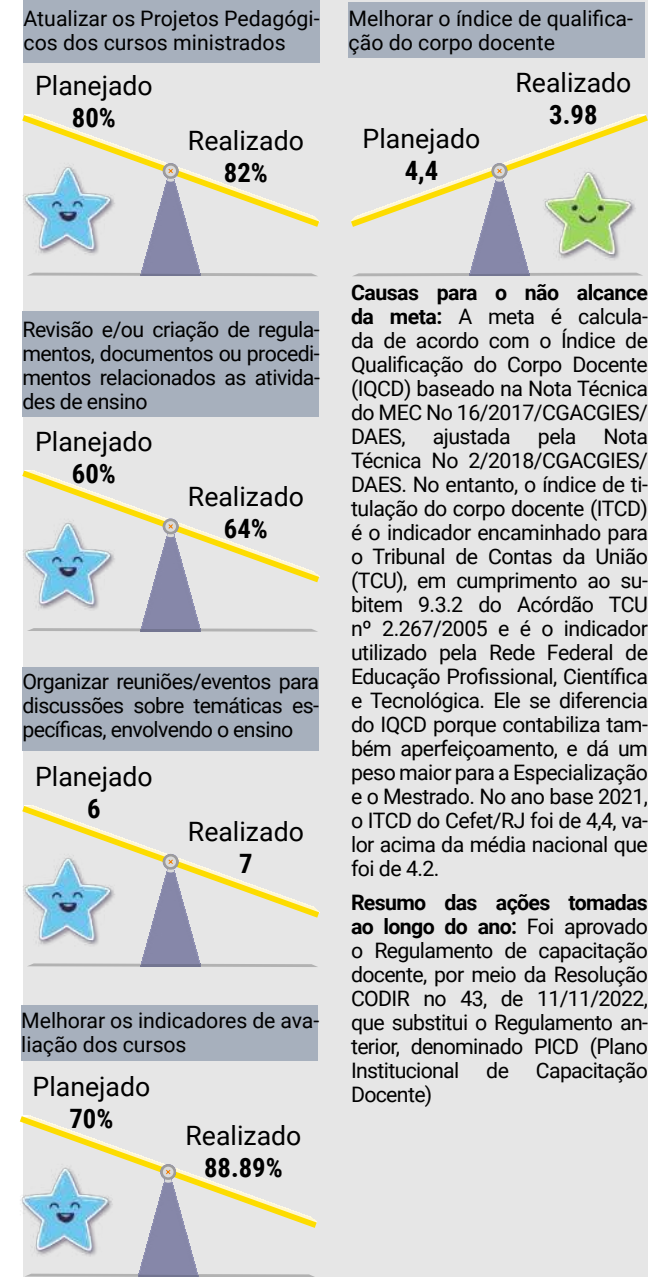 Atualizar os Projetos Pedagógi-
cos dos cursos ministrados
Planejado
80%
Realizado
82%
Revisão e/ou criação de regula-
mentos, documentos ou procedi-
mentos relacionados as ativida-
des de ensino
Planejado
60%
Realizado
64%
Organizar reuniões/eventos para
discussões sobre temáticas es-
pecíficas, envolvendo o ensino
Planejado
6
Realizado
7
Melhorar os indicadores de ava-
liação dos cursos
Planejado
70%
Realizado
88.89%
Melhorar o índice de qualifica-
ção do corpo docente
Realizado
3.98
Planejado
4,4
Causas para o não alcance
da meta: A meta é calcula-
da de acordo com o Índice de
Qualificação do Corpo Docente
(IQCD) baseado na Nota Técnica
do MEC No 16/2017/CGACGIES/
DAES, ajustada pela Nota
Técnica No 2/2018/CGACGIES/
DAES. No entanto, o índice de ti-
tulação do corpo docente (ITCD)
é o indicador encaminhado para
o Tribunal de Contas da União
(TCU), em cumprimento ao su-
bitem 9.3.2 do Acórdão TCU
nº 2.267/2005 e é o indicador
utilizado pela Rede Federal de
Educação Profissional, Científica
e Tecnológica. Ele se diferencia
do IQCD porque contabiliza tam-
bém aperfeiçoamento, e dá um
peso maior para a Especialização
e o Mestrado. No ano base 2021,
o ITCD do Cefet/RJ foi de 4,4, va-
lor acima da média nacional que
foi de 4.2.
Resumo das ações tomadas
ao longo do ano: Foi aprovado
o Regulamento de capacitação
docente, por meio da Resolução
CODIR no 43, de 11/11/2022,
que substitui o Regulamento an-
terior, denominado PICD (Plano
Institucional de Capacitação
Docente)